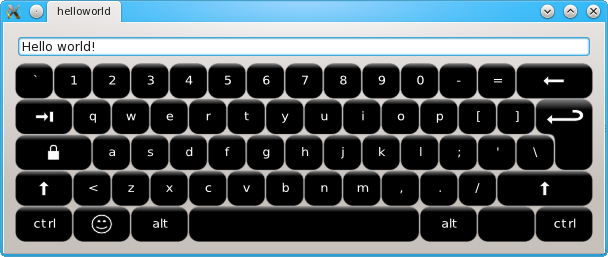 helloworld
Hello world!
` 1 2 3 4 5 6 7 8 9 0 - =
q w e r t y u i o p [ ]
a s d f g h j k l ; ' \
< z x c v b n m , . /
ctrl alt alt ctrl